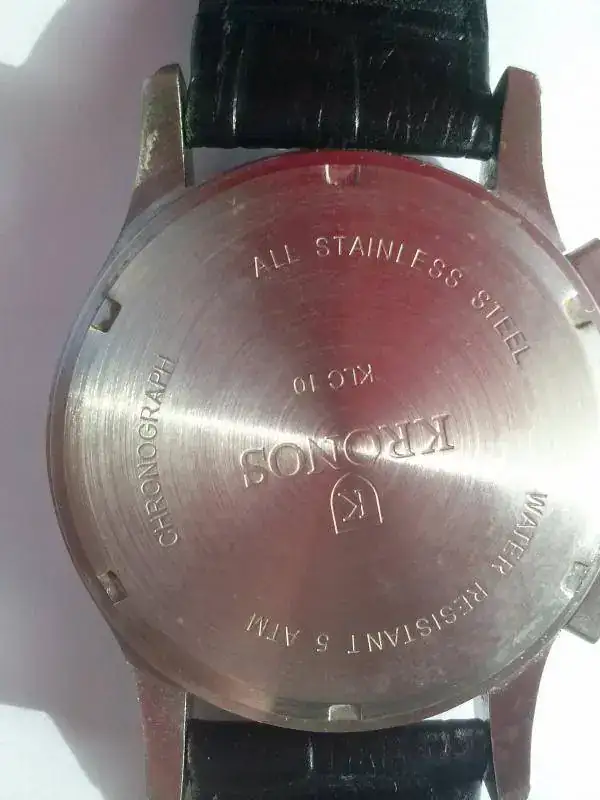 ALL STAINLESS STEEL
KLC 10
KRONOS
K
CHRONOGRAPH
WATER RESISTANT 5 ATM